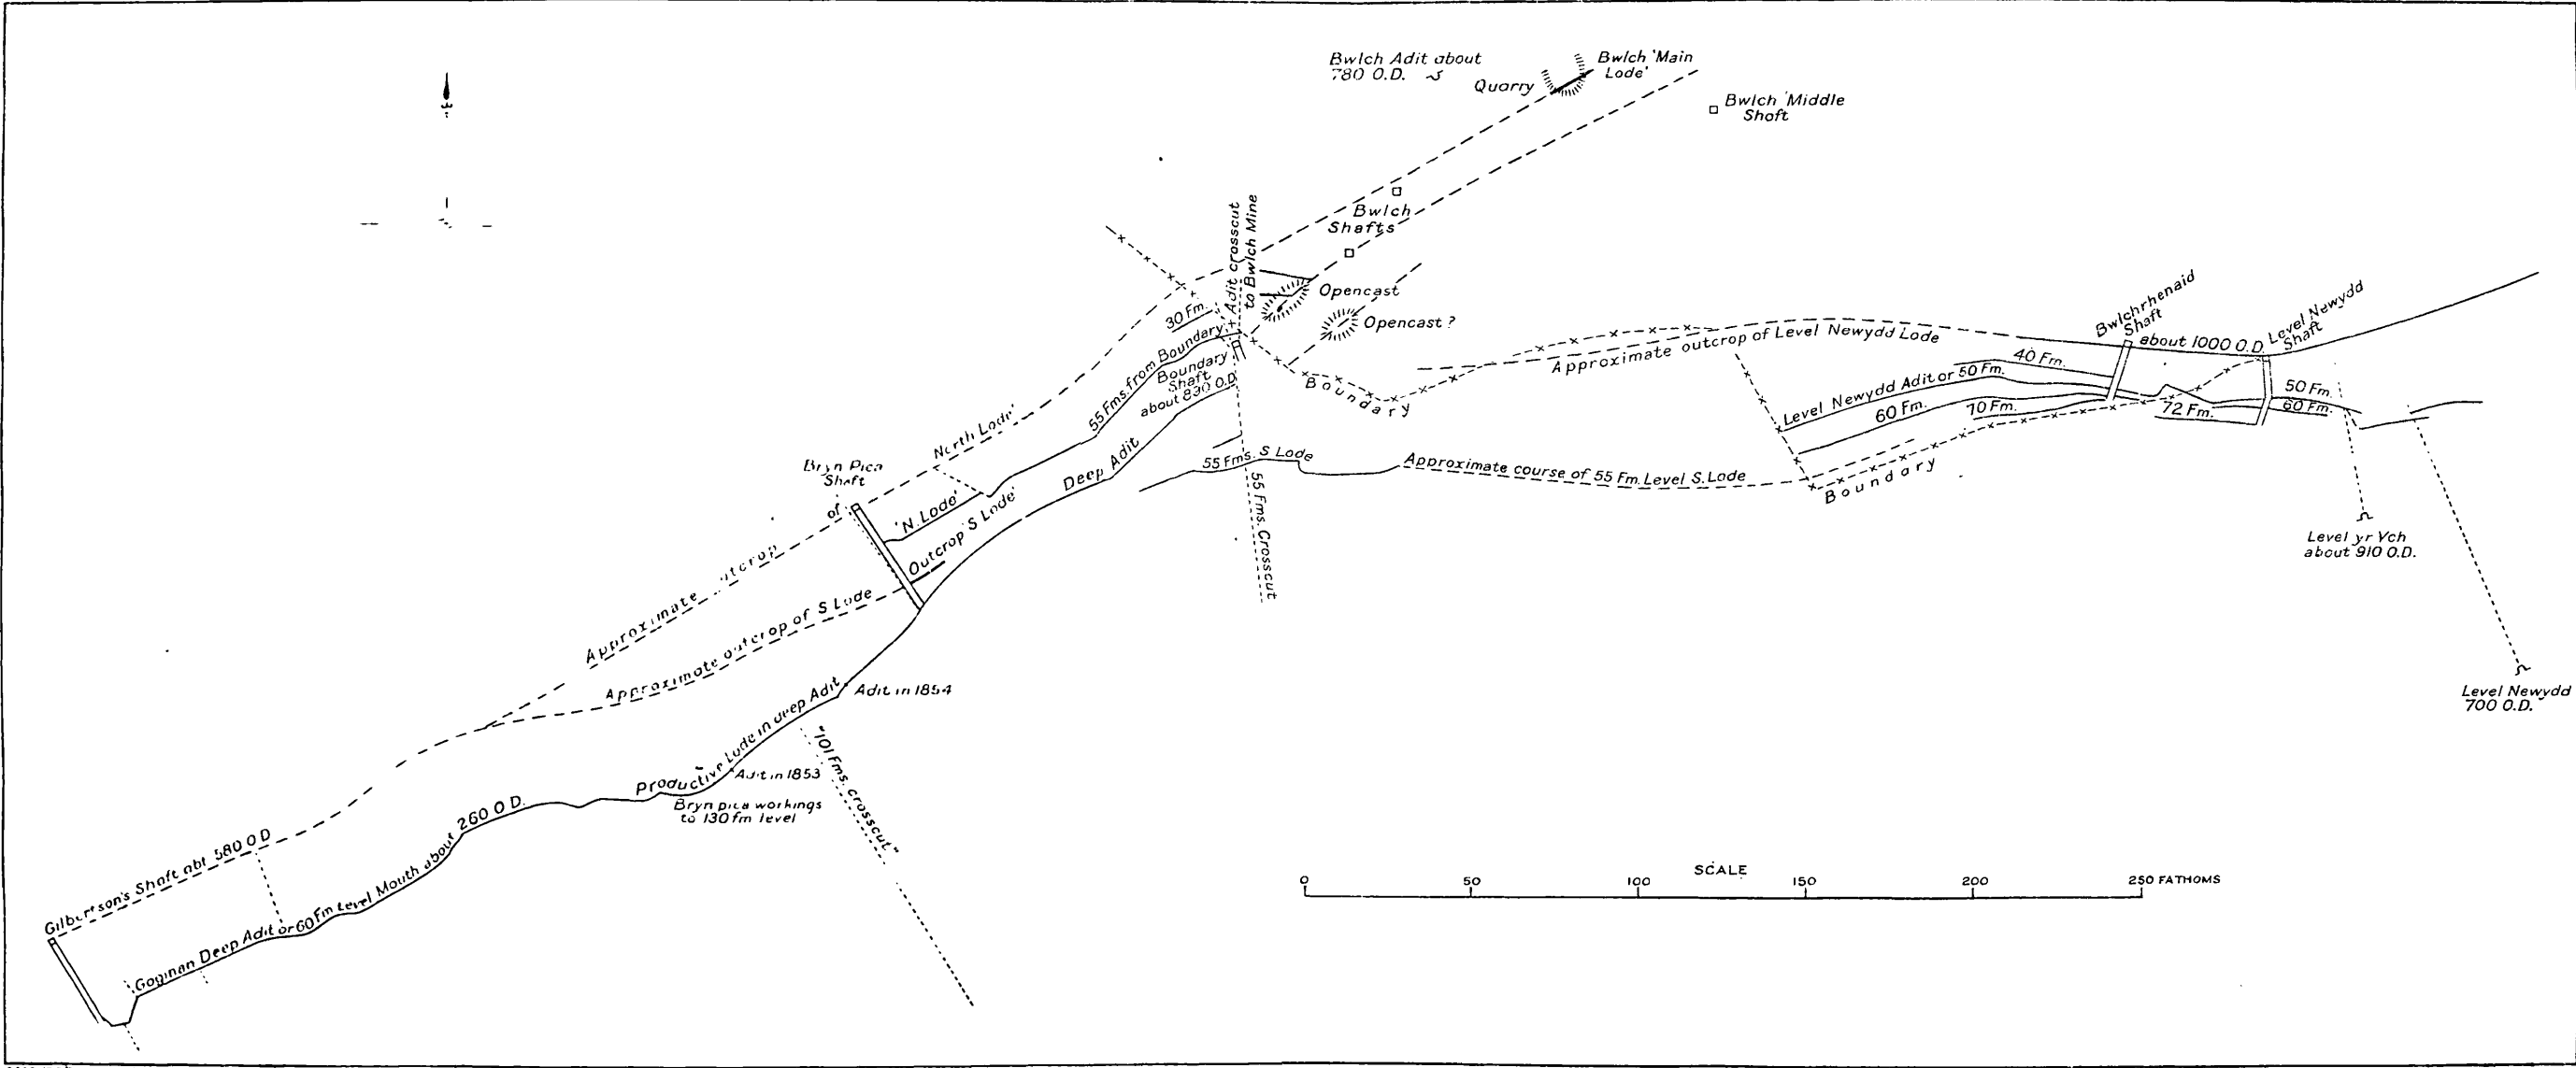 Bwlch Adit about
780 O.D.
Quarry
Bwlch 'Main
Lode'
Bwlch 'Middle
Shaft
Bwlch
Shafts
Adit crosscut
to Bwlch Mine
Opencast
Opencast ?
30 Fm.
55 Fms. from Boundary
Boundary
Shaft
about 830 O.D.
Boundary
Approximate outcrop of Level Newydd Lode
Bwlchrhenaid
Shaft
about 1000 O.D.
Level Newydd
Shaft
40 Fm.
Level Newydd Adit or 50 Fm.
60 Fm.
70 Fm.
72 Fm.
50 Fm.
60 Fm.
Boundary
Level yr Ych
about 910 O.D.
Level Newydd
700 O.D.
55 Fms. S Lode
Approximate course of 55 Fm. Level S. Lode
55 Fms. Crosscut
Bryn Pica
Shaft
Approximate outcrop of North Lode'
'N. Lode'
Outcrop 'S Lode'
Deep Adit
Approximate outcrop of S Lode
Productive Lode in deep Adit
Adit in 1854
Adit in 1853
"101 Fms. crosscut"
Bryn pica workings
to 130 fm level
Gilbertson's Shaft abt 580 O D
Goginan Deep Adit or 60 Fm Level Mouth about 260 O D.
SCALE
0 50 100 150 200 250 FATHOMS